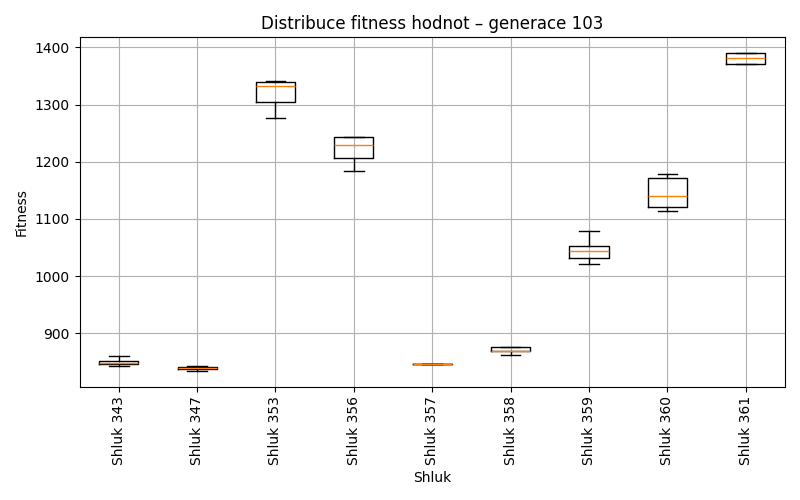 Distribuce fitness hodnot – generace 103
Fitness
1400
1300
1200
1100
1000
900
Shluk 343
Shluk 347
Shluk 353
Shluk 356
Shluk 357
Shluk 358
Shluk 359
Shluk 360
Shluk 361
Shluk